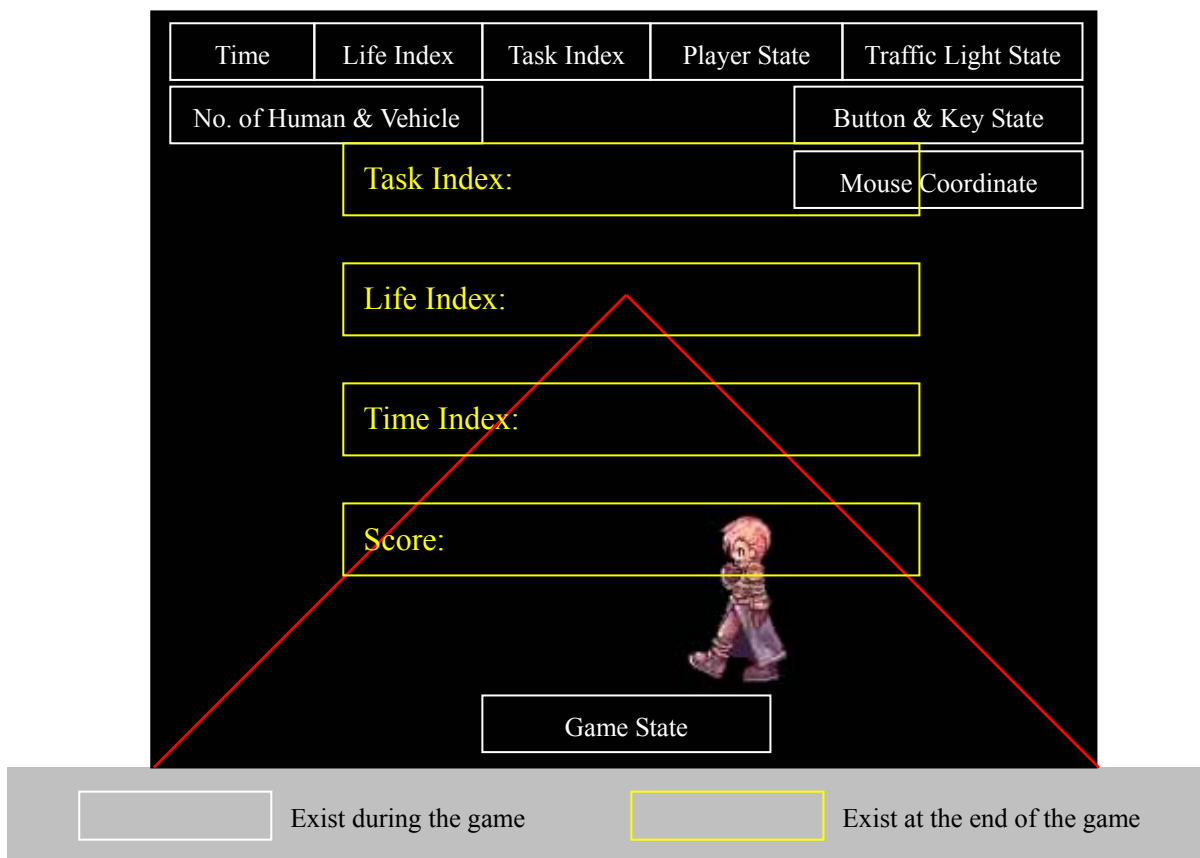 Time
Life Index
Task Index
Player State
Traffic Light State
No. of Human & Vehicle
Button & Key State
Task Index:
Mouse Coordinate
Life Index:
Time Index:
Score:
Game State
Exist during the game
Exist at the end of the game